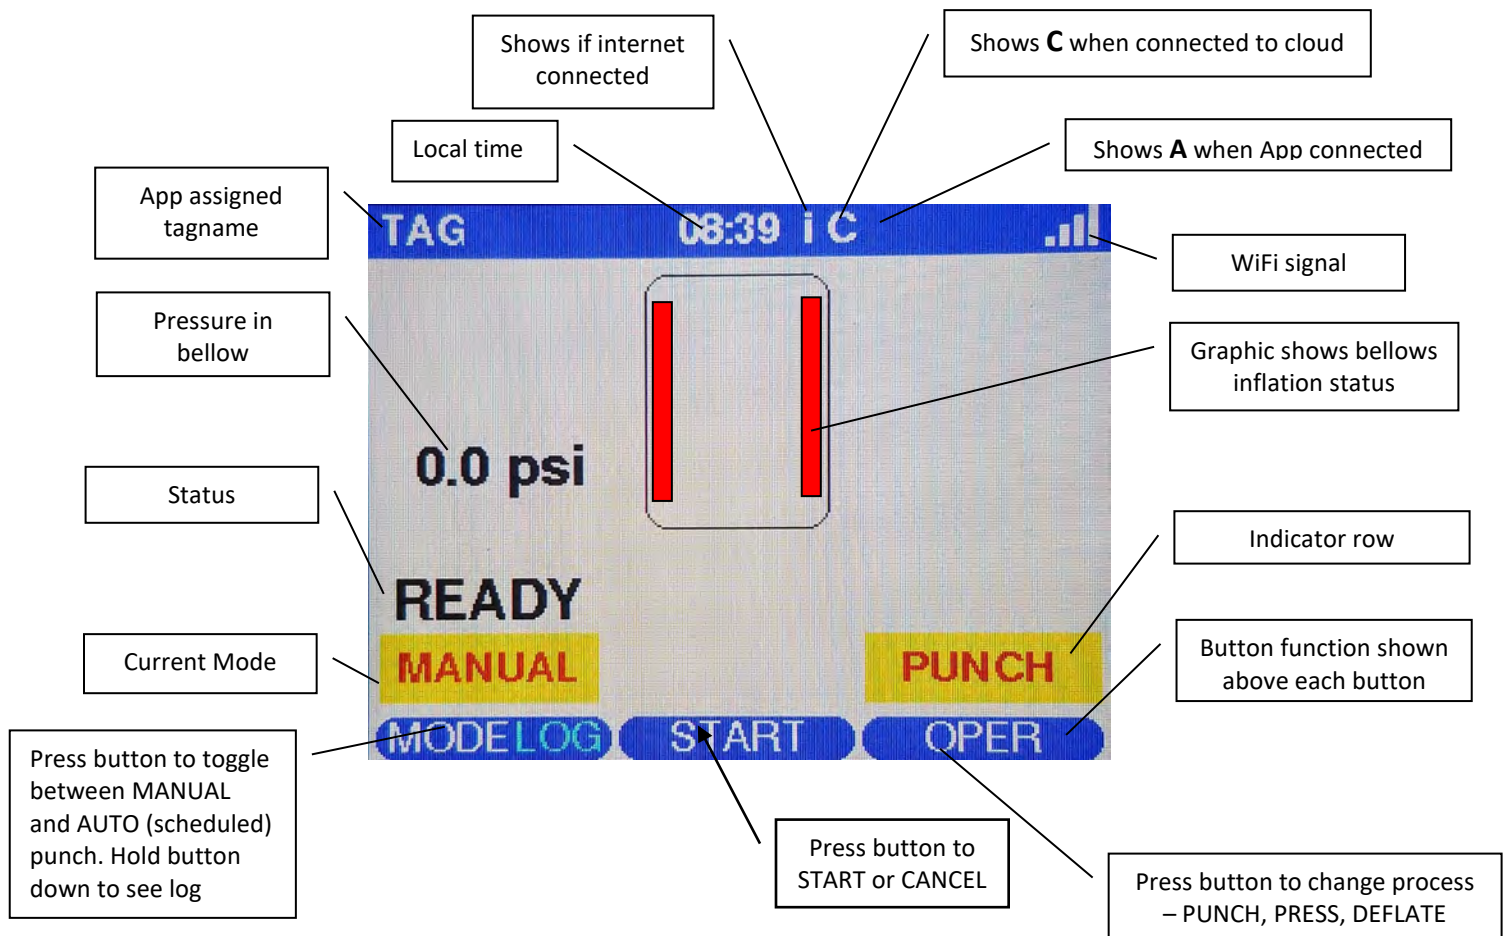 Shows if internet
connected
Shows C when connected to cloud
Local time
Shows A when App connected
App assigned
tagname
TAG
08:39 i C
WiFi signal
Pressure in
bellow
Graphic shows bellows
inflation status
0.0 psi
Status
Indicator row
READY
Current Mode
MANUAL
PUNCH
Button function shown
above each button
MODE LOG
START
OPER
Press button to toggle
between MANUAL
and AUTO (scheduled)
punch. Hold button
down to see log
Press button to
START or CANCEL
Press button to change process
– PUNCH, PRESS, DEFLATE